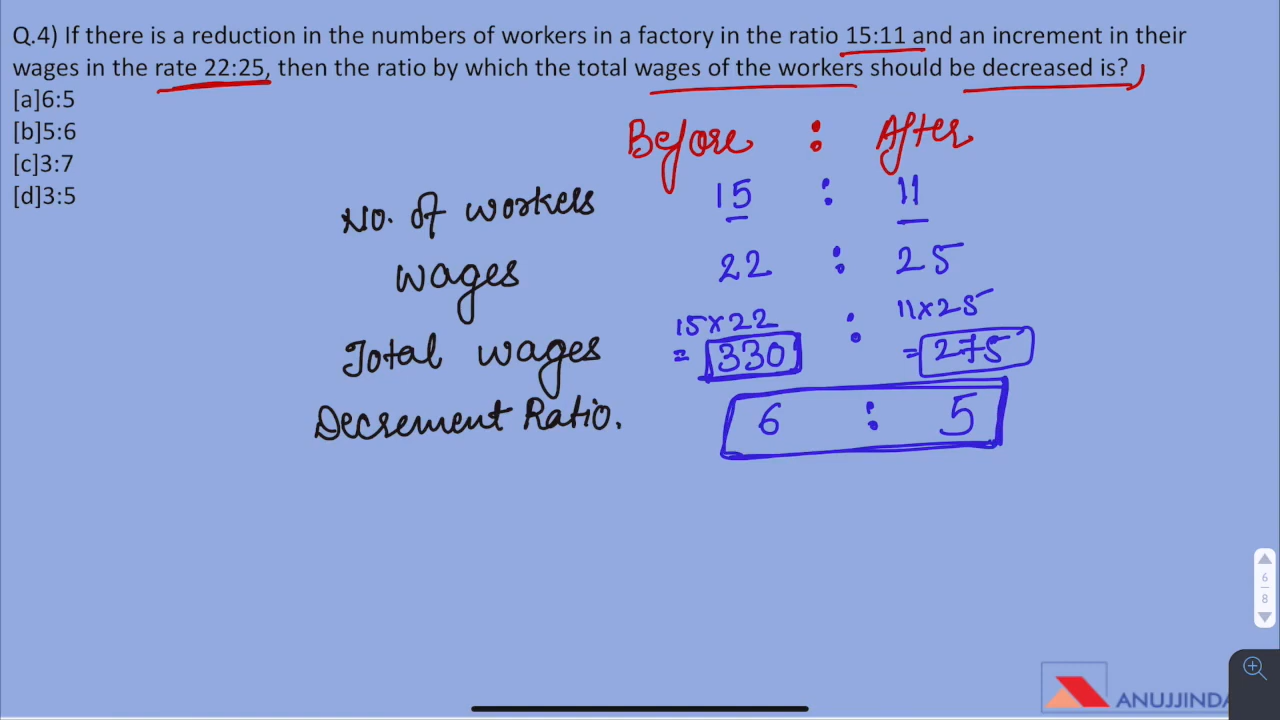 Q.4) If there is a reduction in the numbers of workers in a factory in the ratio 15:11 and an increment in their
wages in the rate 22:25, then the ratio by which the total wages of the workers should be decreased is?
[a]6:5
[b]5:6
[c]3:7
[d]3:5
Before : After
No. of workers 15 : 11
Wages 22 : 25
15×22 : 11×25
Total wages = 330 = 275
Decrement Ratio. 6 : 5
6
8
ANUJJINDA